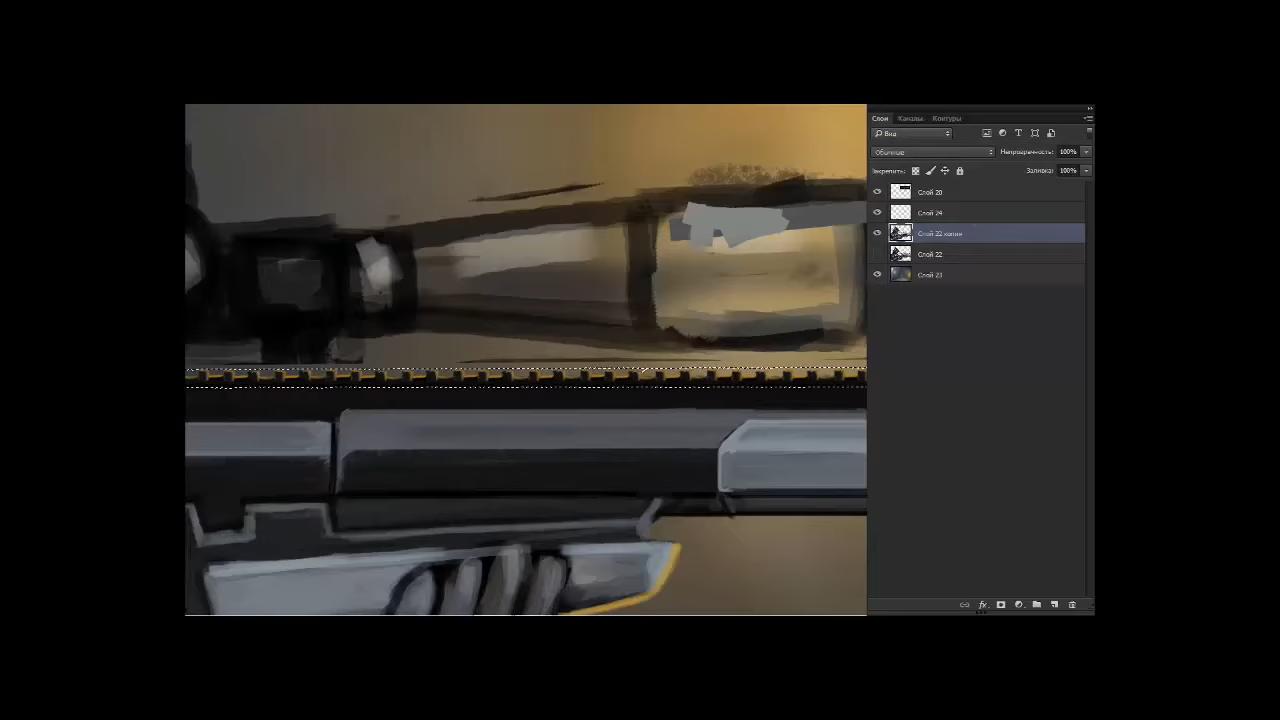 Слои Каналы Контуры
Вид
Обычные Непрозрачность: 100%
Закрепить: Заливка: 100%
Слой 20
Слой 24
Слой 22 копия
Слой 22
Слой 23
fx